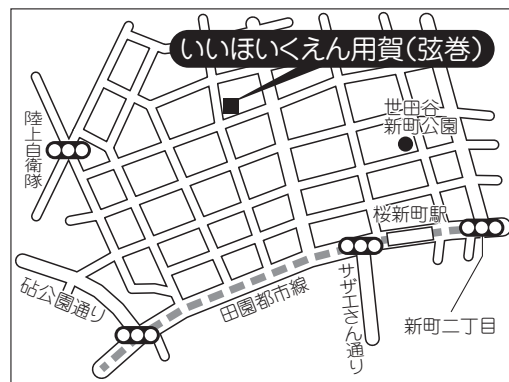 いいほいくえん用賀(弦巻)
世田谷
新町公園
陸上自衛隊
桜新町駅
砧公園通り
田園都市線
サザエさん通り
新町二丁目